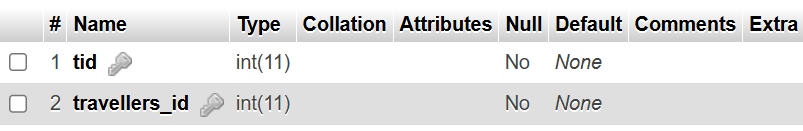 # Name Type Collation Attributes Null Default Comments Extra
1 tid int(11) No None
2 travellers_id int(11) No None